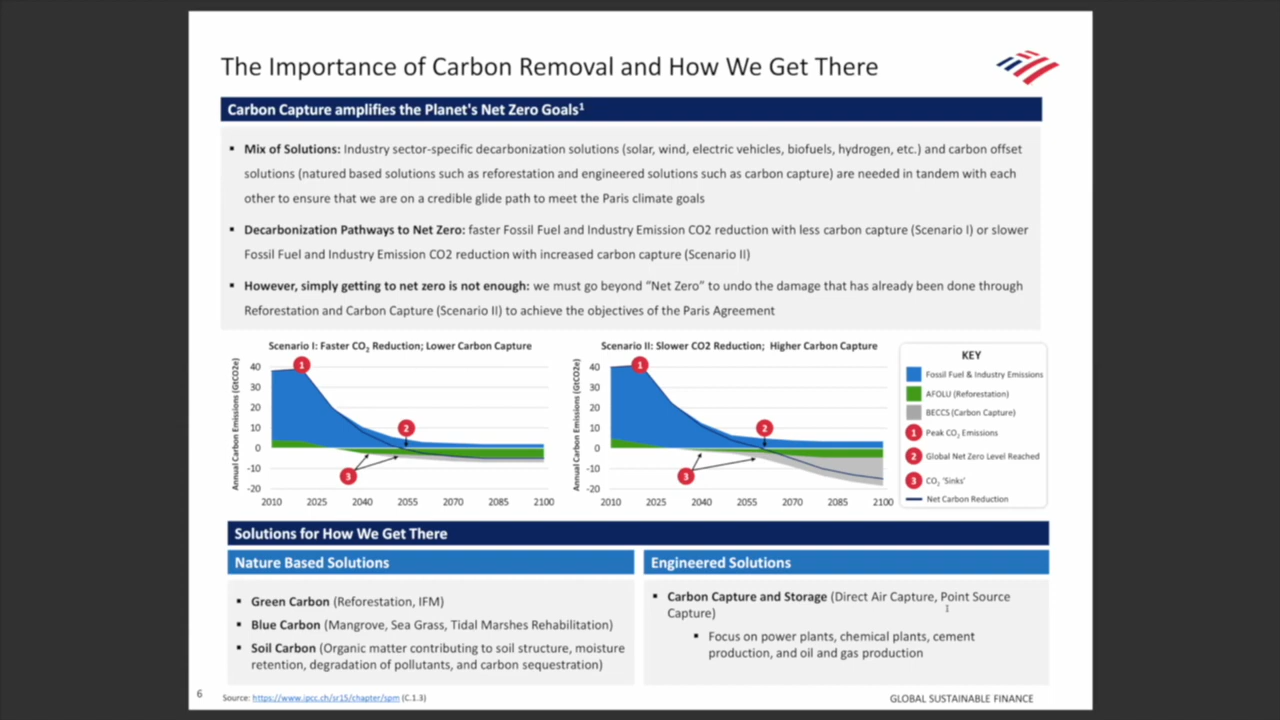 The Importance of Carbon Removal and How We Get There
Carbon Capture amplifies the Planet's Net Zero Goals¹
▪ Mix of Solutions: Industry sector-specific decarbonization solutions (solar, wind, electric vehicles, biofuels, hydrogen, etc.) and carbon offset
solutions (natured based solutions such as reforestation and engineered solutions such as carbon capture) are needed in tandem with each
other to ensure that we are on a credible glide path to meet the Paris climate goals
▪ Decarbonization Pathways to Net Zero: faster Fossil Fuel and Industry Emission CO2 reduction with less carbon capture (Scenario I) or slower
Fossil Fuel and Industry Emission CO2 reduction with increased carbon capture (Scenario II)
▪ However, simply getting to net zero is not enough: we must go beyond “Net Zero” to undo the damage that has already been done through
Reforestation and Carbon Capture (Scenario II) to achieve the objectives of the Paris Agreement
Scenario I: Faster CO₂ Reduction; Lower Carbon Capture
Annual Carbon Emissions (GtCO2e)
40
30
20
10
0
-10
-20
1
2
3
2010 2025 2040 2055 2070 2085 2100
Scenario II: Slower CO2 Reduction; Higher Carbon Capture
Annual Carbon Emissions (GtCO2e)
40
30
20
10
0
-10
-20
1
2
3
2010 2025 2040 2055 2070 2085 2100
KEY
Fossil Fuel & Industry Emissions
AFOLU (Reforestation)
BECCS (Carbon Capture)
1 Peak CO₂ Emissions
2 Global Net Zero Level Reached
3 CO₂ ‘Sinks’
Net Carbon Reduction
Solutions for How We Get There
Nature Based Solutions
▪ Green Carbon (Reforestation, IFM)
▪ Blue Carbon (Mangrove, Sea Grass, Tidal Marshes Rehabilitation)
▪ Soil Carbon (Organic matter contributing to soil structure, moisture
retention, degradation of pollutants, and carbon sequestration)
Engineered Solutions
▪ Carbon Capture and Storage (Direct Air Capture, Point Source
Capture)
▪ Focus on power plants, chemical plants, cement
production, and oil and gas production
6
Source: https://www.ipcc.ch/sr15/chapter/spm (C.1.3)
GLOBAL SUSTAINABLE FINANCE